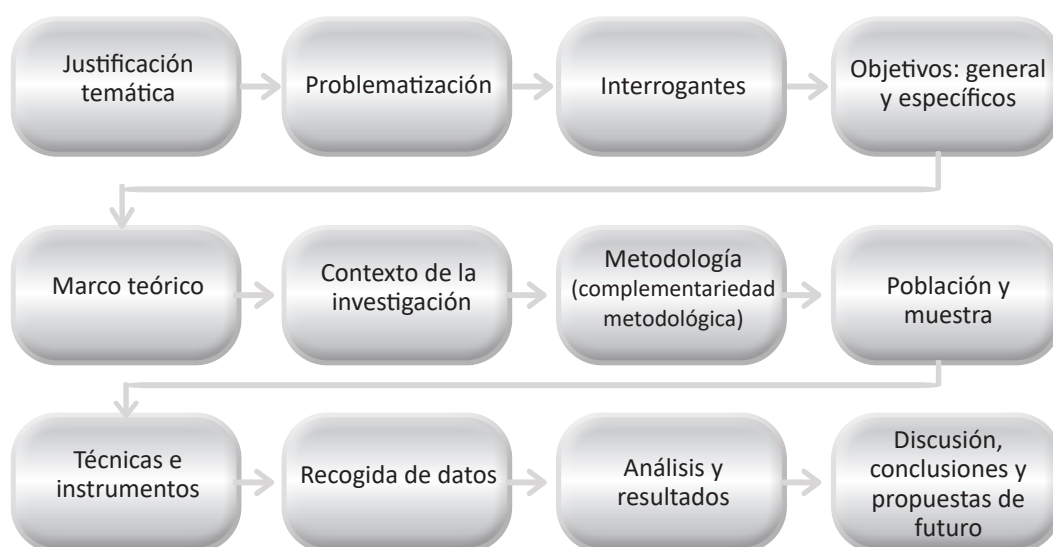 Justificación
temática
Problematización
Interrogantes
Objetivos: general
y específicos
Marco teórico
Contexto de la
investigación
Metodología
(complementariedad
metodológica)
Población y
muestra
Técnicas e
instrumentos
Recogida de datos
Análisis y
resultados
Discusión,
conclusiones y
propuestas de
futuro